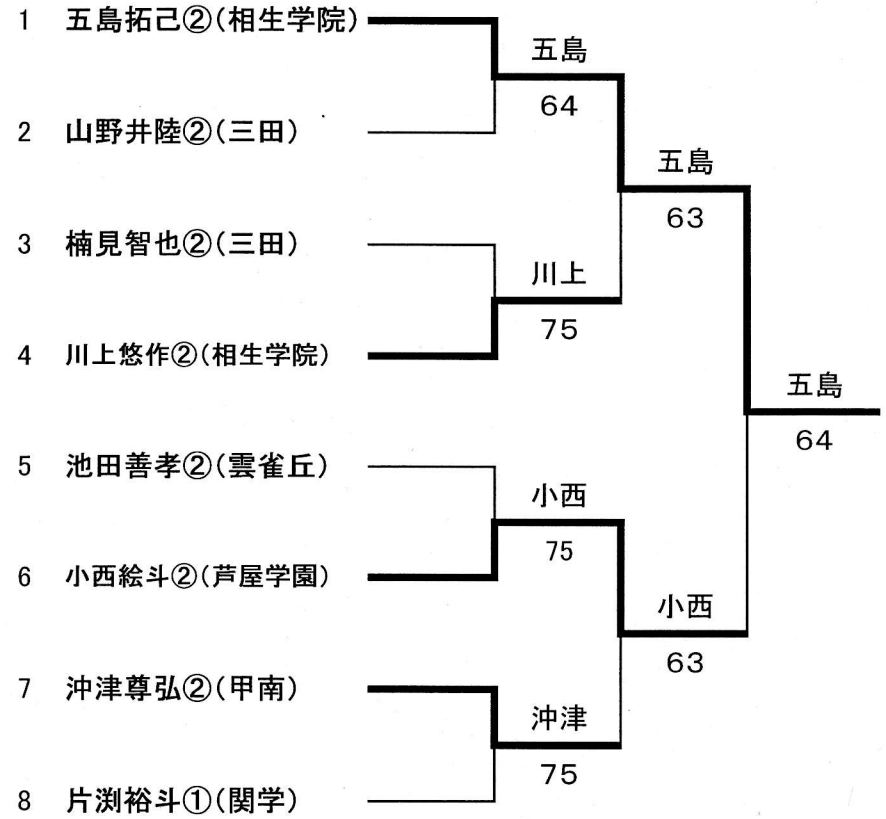 1 五島拓己②(相生学院)
五島
64
2 山野井陸②(三田)
五島
63
3 楠見智也②(三田)
川上
75
4 川上悠作②(相生学院)
五島
64
5 池田善孝②(雲雀丘)
小西
75
6 小西絵斗②(芦屋学園)
小西
63
7 沖津尊弘②(甲南)
沖津
75
8 片渕裕斗①(関学)